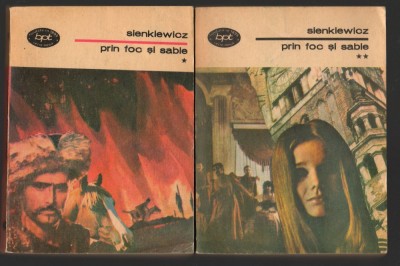 bpt
sienkiewicz
prin foc și sabie
*
bpt
sienkiewicz
prin foc și sabie
**